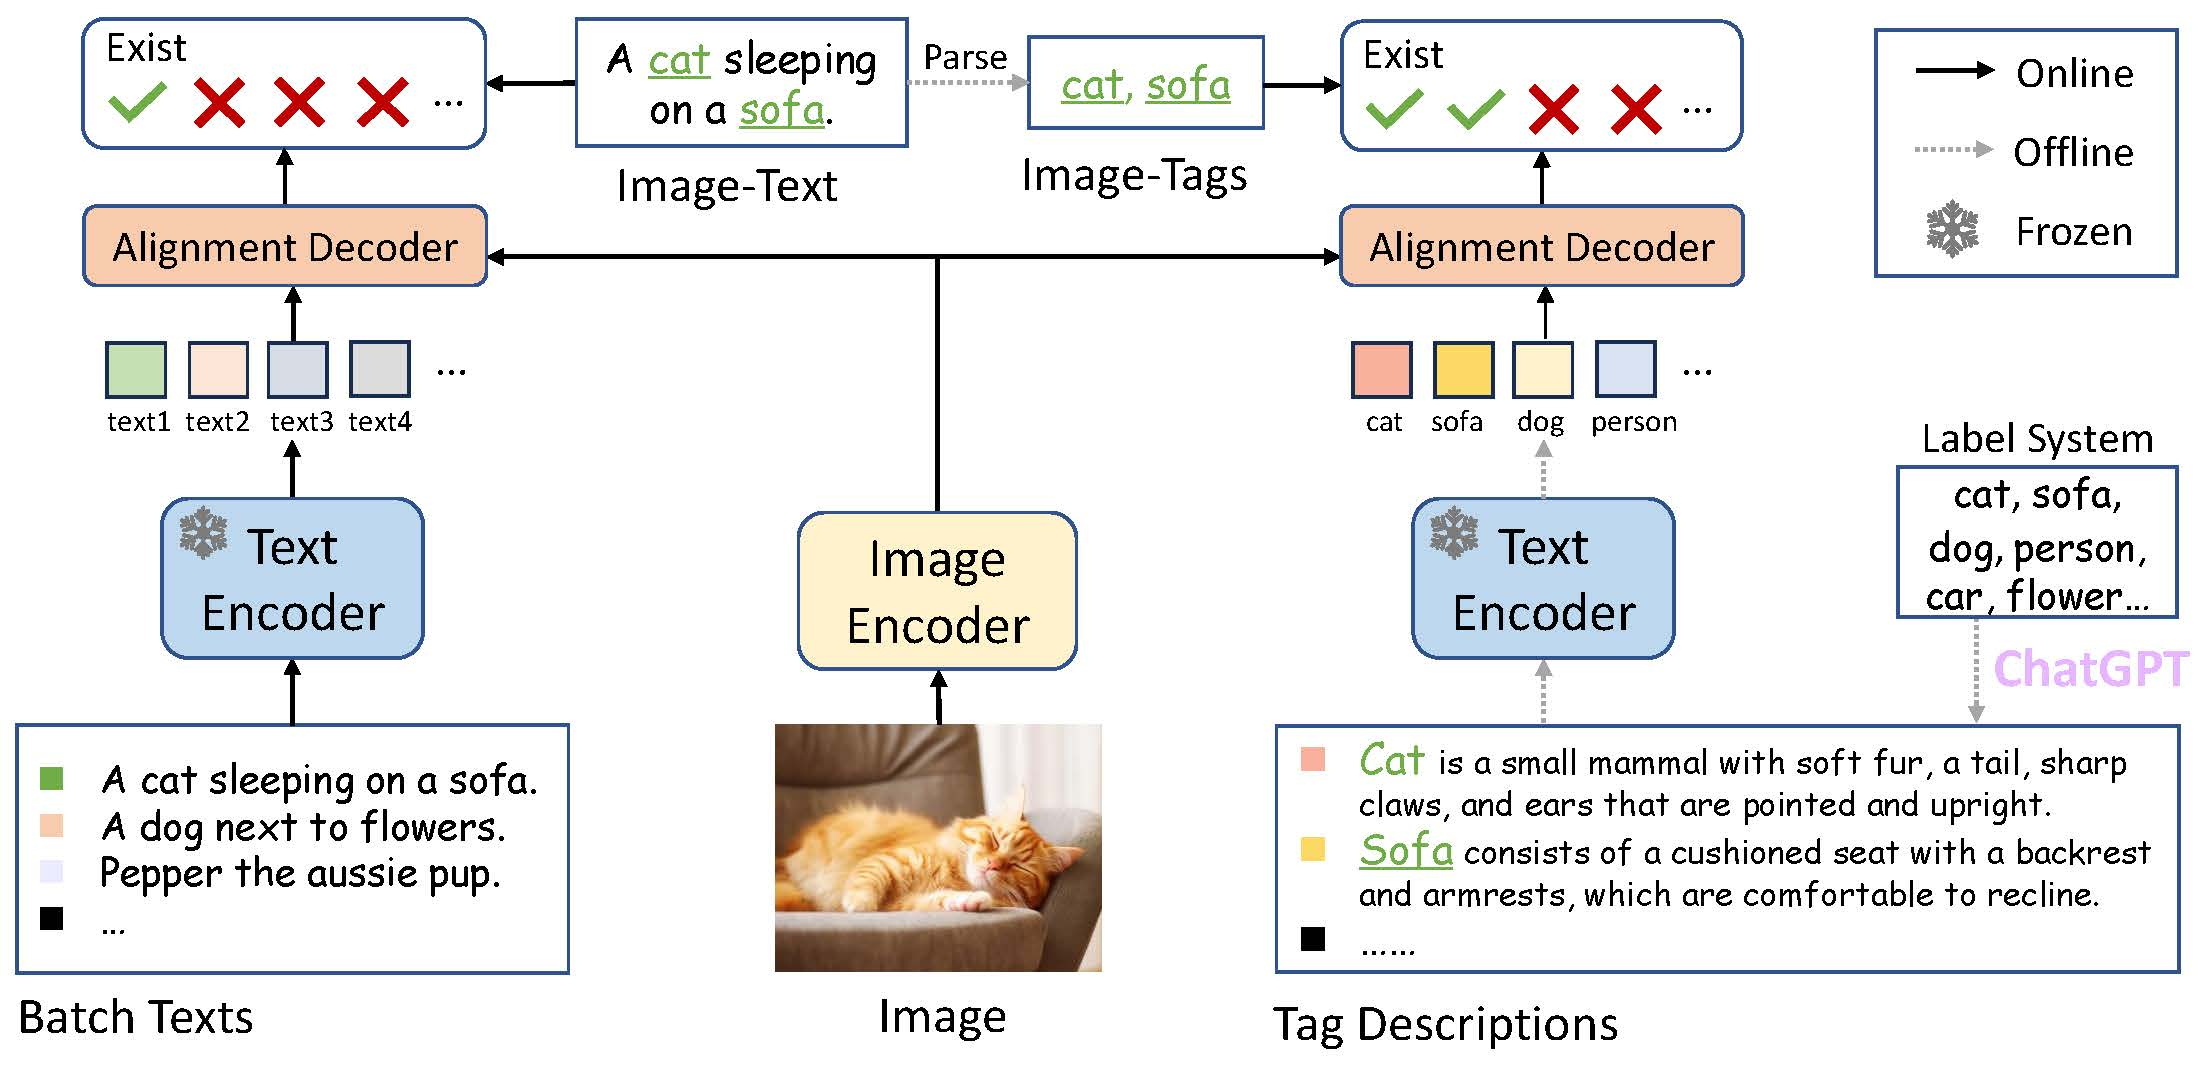 Exist
...
A cat sleeping
on a sofa.
Image-Text
Parse
cat, sofa
Image-Tags
Exist
...
Online
Offline
Frozen
Alignment Decoder
Alignment Decoder
...
text1 text2 text3 text4
...
cat sofa dog person
Text
Encoder
Image
Encoder
Text
Encoder
Label System
cat, sofa,
dog, person,
car, flower...
ChatGPT
A cat sleeping on a sofa.
A dog next to flowers.
Pepper the aussie pup.
...
Batch Texts
Image
Cat is a small mammal with soft fur, a tail, sharp
claws, and ears that are pointed and upright.
Sofa consists of a cushioned seat with a backrest
and armrests, which are comfortable to recline.
......
Tag Descriptions